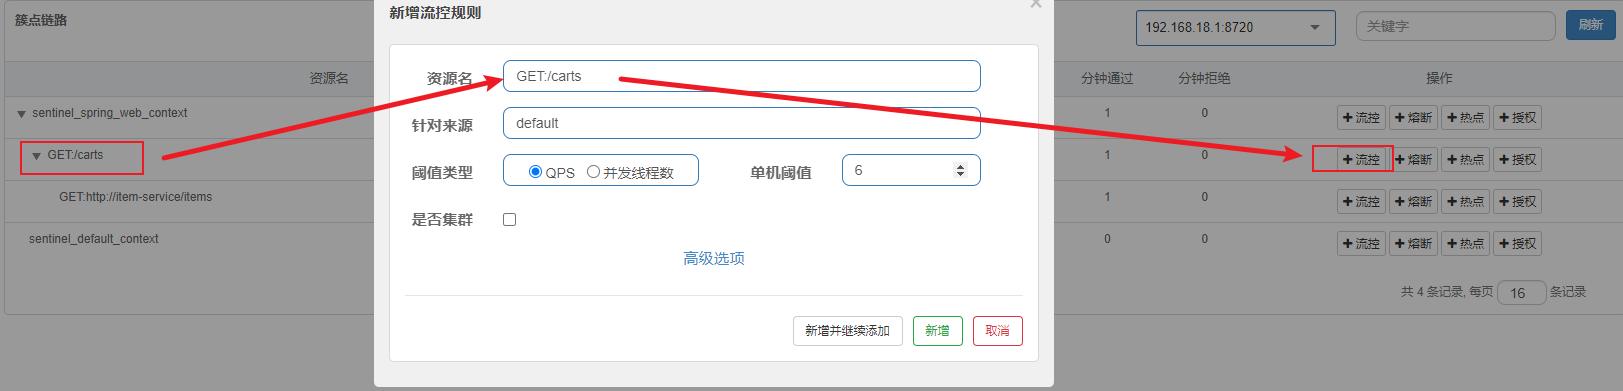 簇点链路
新增流控规则
×
192.168.18.1:8720
关键字
刷新
资源名
分钟通过
分钟拒绝
操作
sentinel_spring_web_context
1
0
+ 流控
+ 熔断
+ 热点
+ 授权
GET:/carts
1
0
+ 流控
+ 熔断
+ 热点
+ 授权
GET:http://item-service/items
1
0
+ 流控
+ 熔断
+ 热点
+ 授权
sentinel_default_context
0
0
+ 流控
+ 熔断
+ 热点
+ 授权
共 4 条记录, 每页 16 条记录
资源名
GET:/carts
针对来源
default
阈值类型
QPS
并发线程数
单机阈值
6
是否集群
高级选项
新增并继续添加
新增
取消